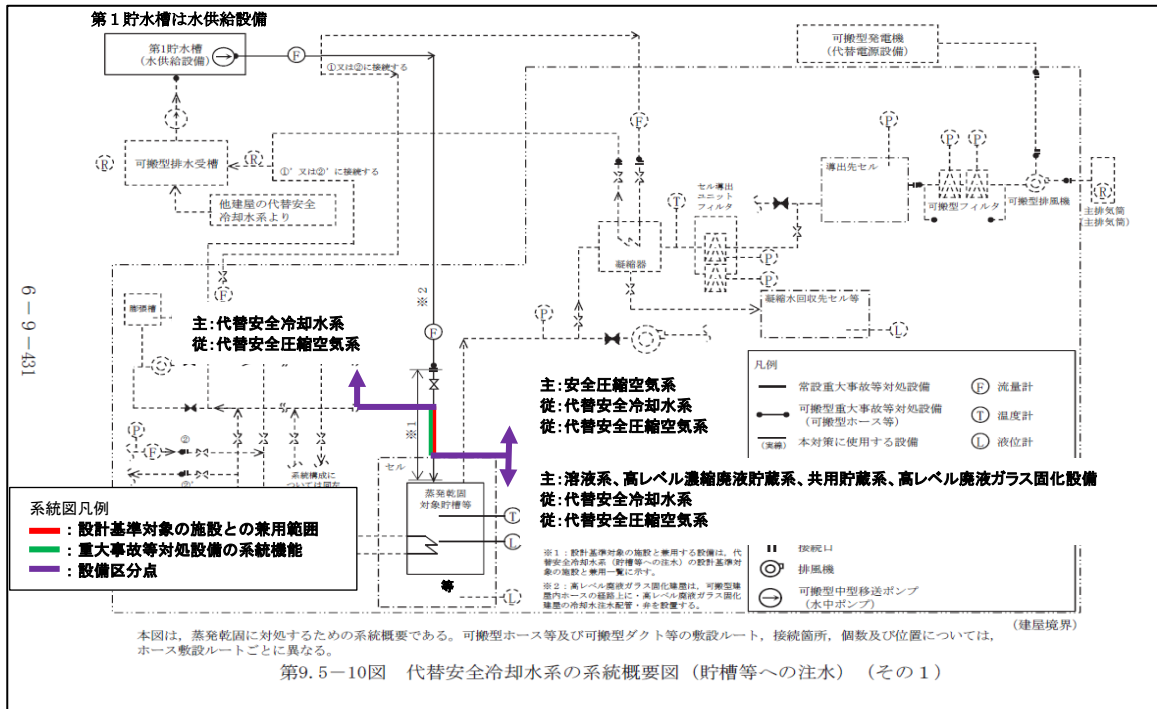 第1貯水槽は水供給設備
第1貯水槽
(水供給設備)
F
①又は②に接続する
可搬型発電機
(代替電源設備)
R
可搬型排水受槽
R
①’又は②’に接続する
他建屋の代替安全
冷却水系より
F
P
P
P
導出先セル
セル導出
ユニット
フィルタ
T
可搬型フィルタ
可搬型排風機
R
主排気筒
(主排気筒)
凝縮器
P
P
凝縮水回収先セル等
L
6-9-431
F
※2
膨張槽
主:代替安全冷却水系
従:代替安全圧縮空気系
F
P
※1
主:安全圧縮空気系
従:代替安全冷却水系
従:代替安全圧縮空気系
凡例
常設重大事故等対処設備
可搬型重大事故等対処設備
(可搬型ホース等)
(実線)
本対策に使用する設備
F 流量計
T 温度計
L 液位計
P
F
②
②’
系統構成に
ついては同左
セル
主:溶液系、高レベル濃縮廃液貯蔵系、共用貯蔵系、高レベル廃液ガラス固化設備
従:代替安全冷却水系
従:代替安全圧縮空気系
蒸発乾固
対象貯槽等
T
L
等
L
系統図凡例
:設計基準対象の施設との兼用範囲
:重大事故等対処設備の系統機能
:設備区分点
※1:設計基準対象の施設と兼用する設備は、代
替安全冷却水系(貯槽等への注水)の設計基準対
象の施設と兼用一覧に示す。
※2:高レベル廃液ガラス固化建屋は、可搬型建
屋内ホースの経路上に・高レベル廃液ガラス固化
建屋の冷却水注水配管・弁を設置する。
接続口
排風機
可搬型中型移送ポンプ
(水中ポンプ)
(建屋境界)
本図は,蒸発乾固に対処するための系統概要である。可搬型ホース等及び可搬型ダクト等の敷設ルート,接続箇所,個数及び位置については,
ホース敷設ルートごとに異なる。
第9.5-10図 代替安全冷却水系の系統概要図(貯槽等への注水)(その1)